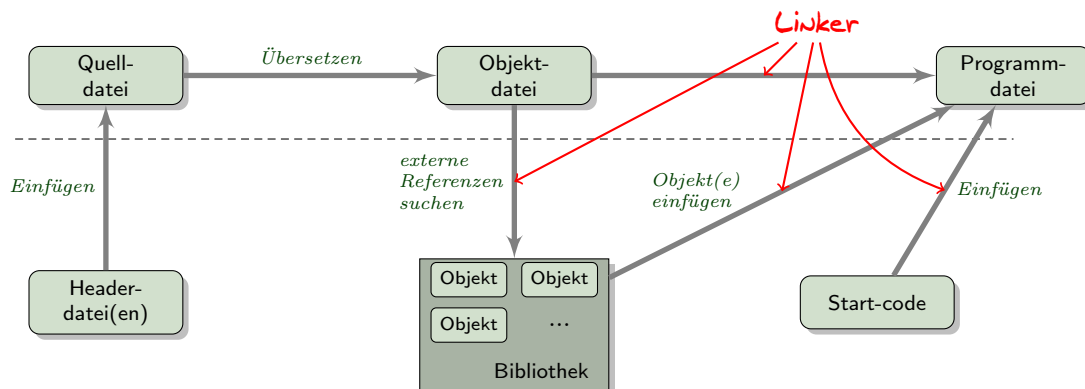 Linker
Quell-
datei
Übersetzen
Objekt-
datei
Programm-
datei
Einfügen
externe
Referenzen
suchen
Objekt(e)
einfügen
Einfügen
Header-
datei(en)
Objekt
Objekt
Objekt
...
Bibliothek
Start-code